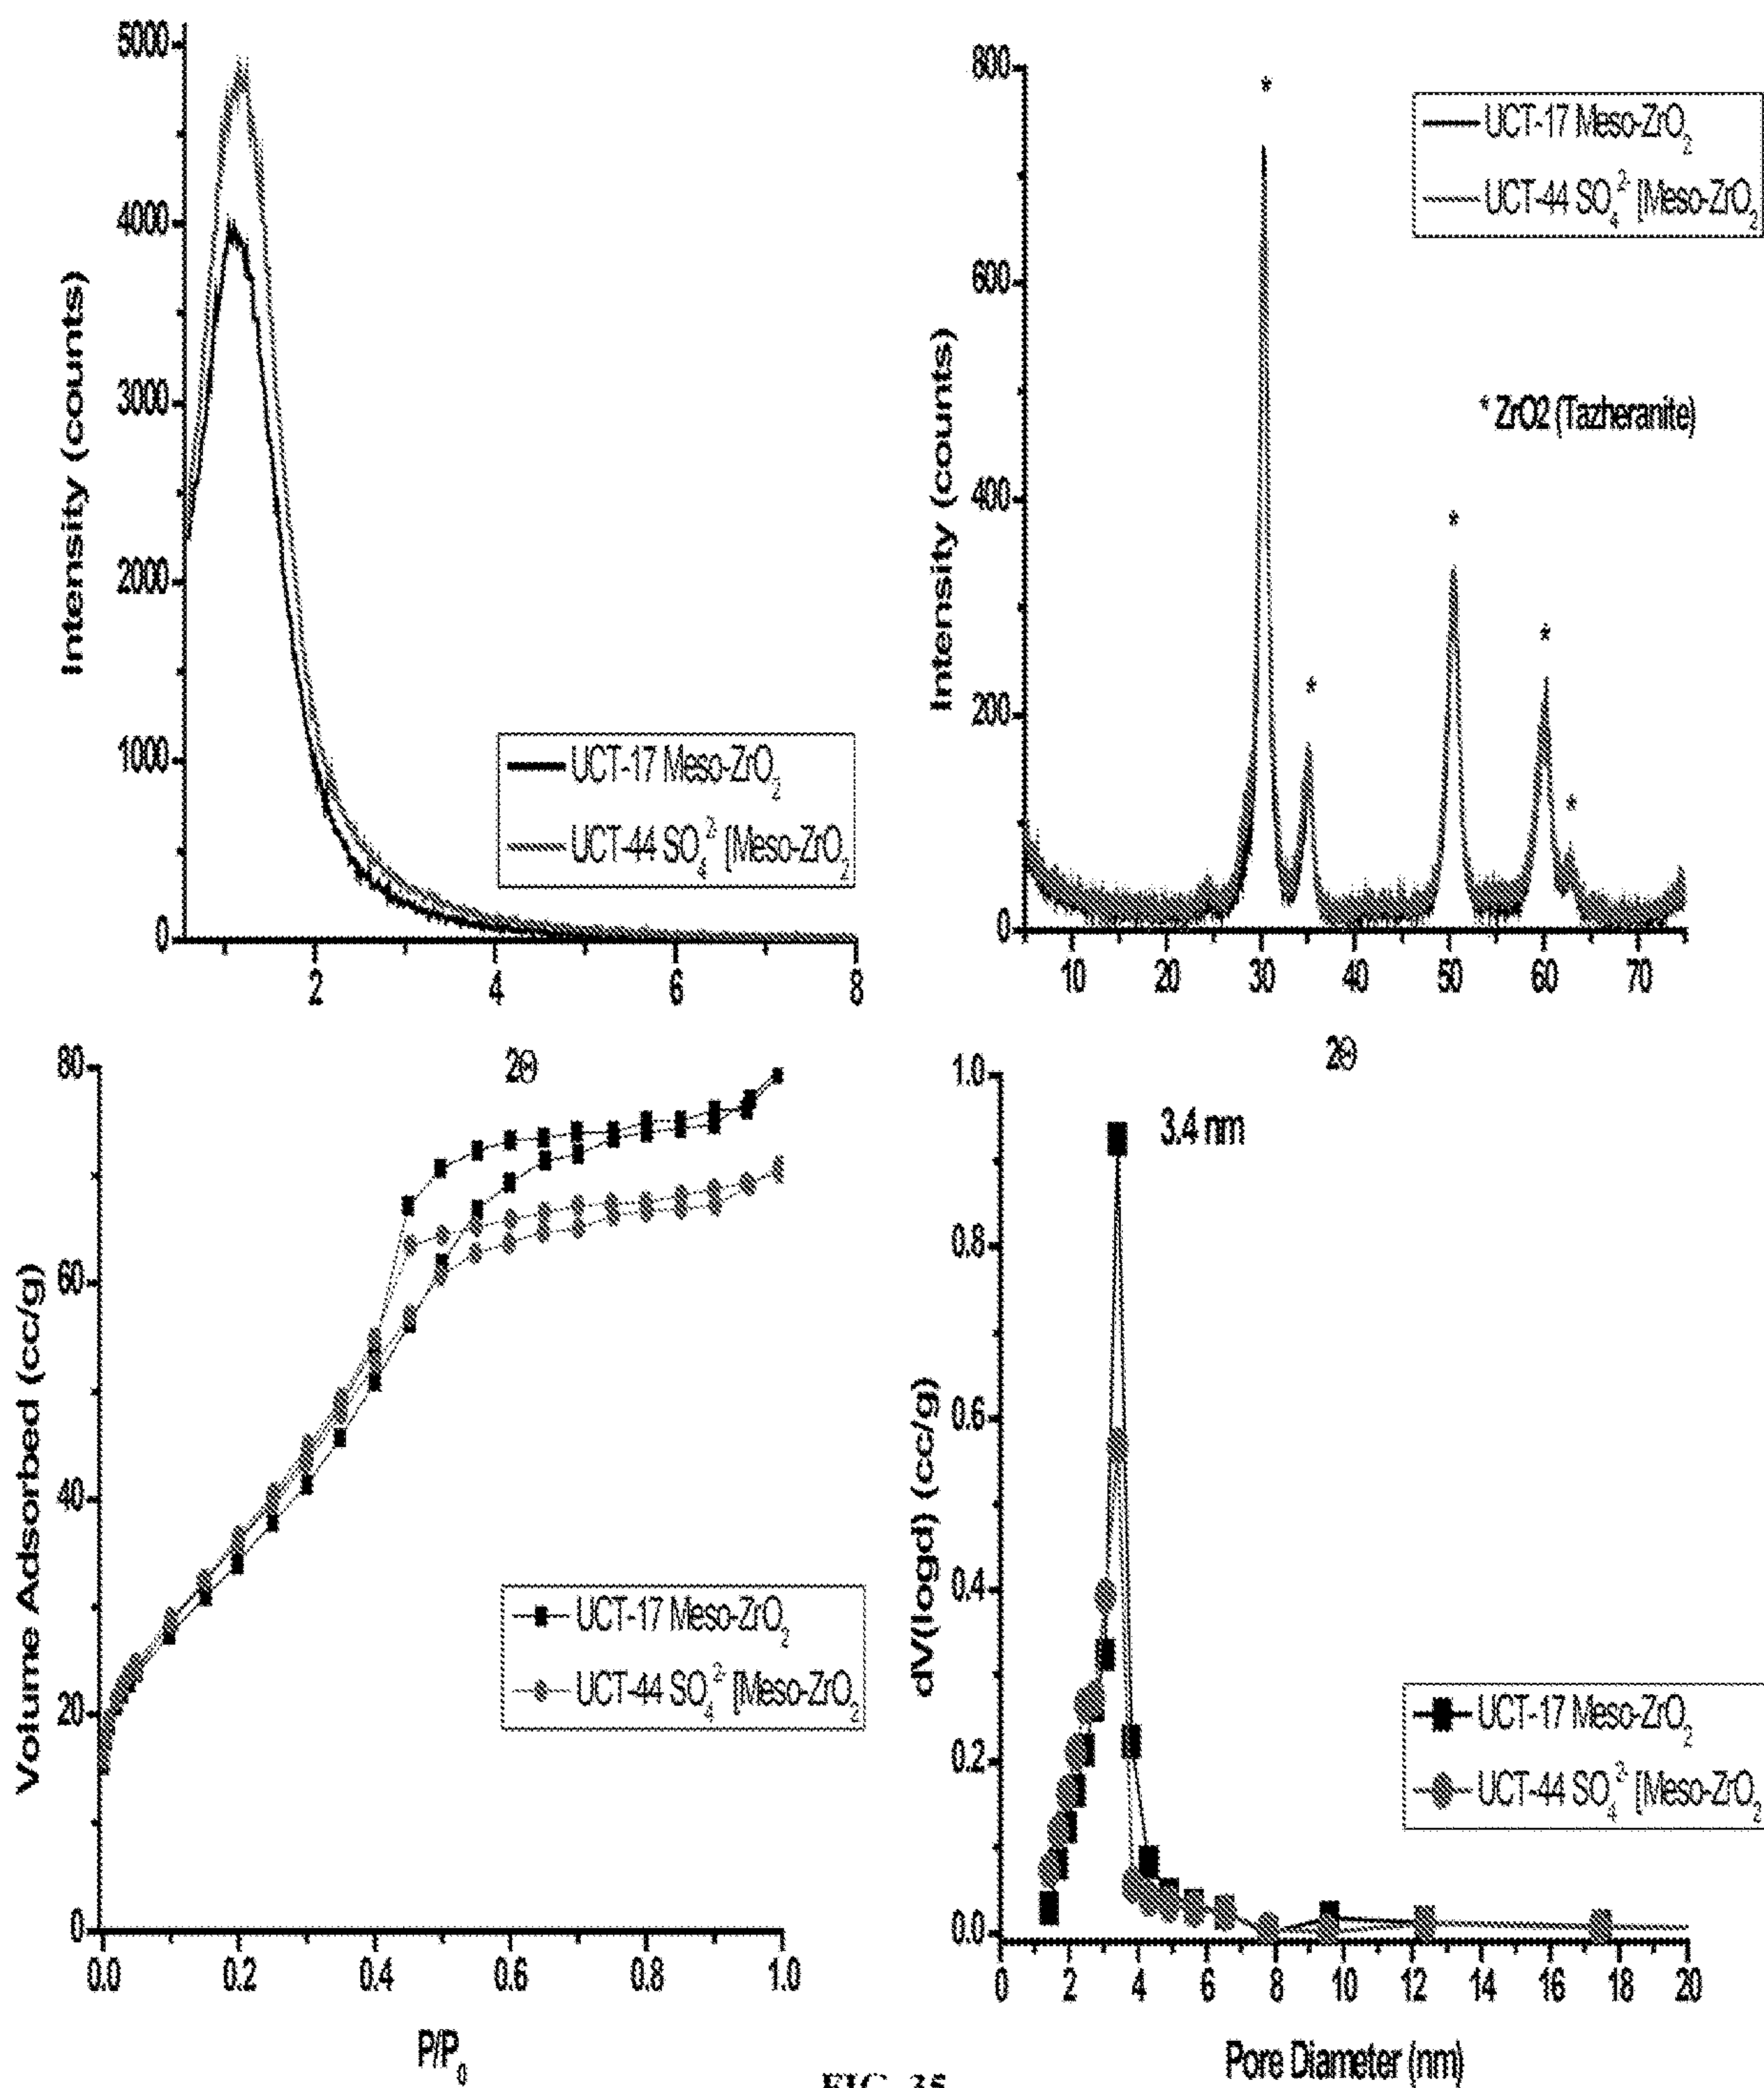 5000
4000
3000
2000
1000
0
2
4
6
8
Intensity (counts)
2Θ
UCT-17 Meso-ZrO₂
UCT-44 SO₄²⁻ [Meso-ZrO₂
800
600
400
200
0
10
20
30
40
50
60
70
Intensity (counts)
2Θ
*
*
*
*
*
UCT-17 Meso-ZrO₂
UCT-44 SO₄²⁻ [Meso-ZrO₂
* ZrO2 (Tazheranite)
80
60
40
20
0
0.0
0.2
0.4
0.6
0.8
1.0
Volume Adsorbed (cc/g)
P/P₀
UCT-17 Meso-ZrO₂
UCT-44 SO₄²⁻ [Meso-ZrO₂
1.0
0.8
0.6
0.4
0.2
0.0
0
2
4
6
8
10
12
14
16
18
20
dV(logd) (cc/g)
Pore Diameter (nm)
3.4 nm
UCT-17 Meso-ZrO₂
UCT-44 SO₄²⁻ [Meso-ZrO₂
FIG. 35